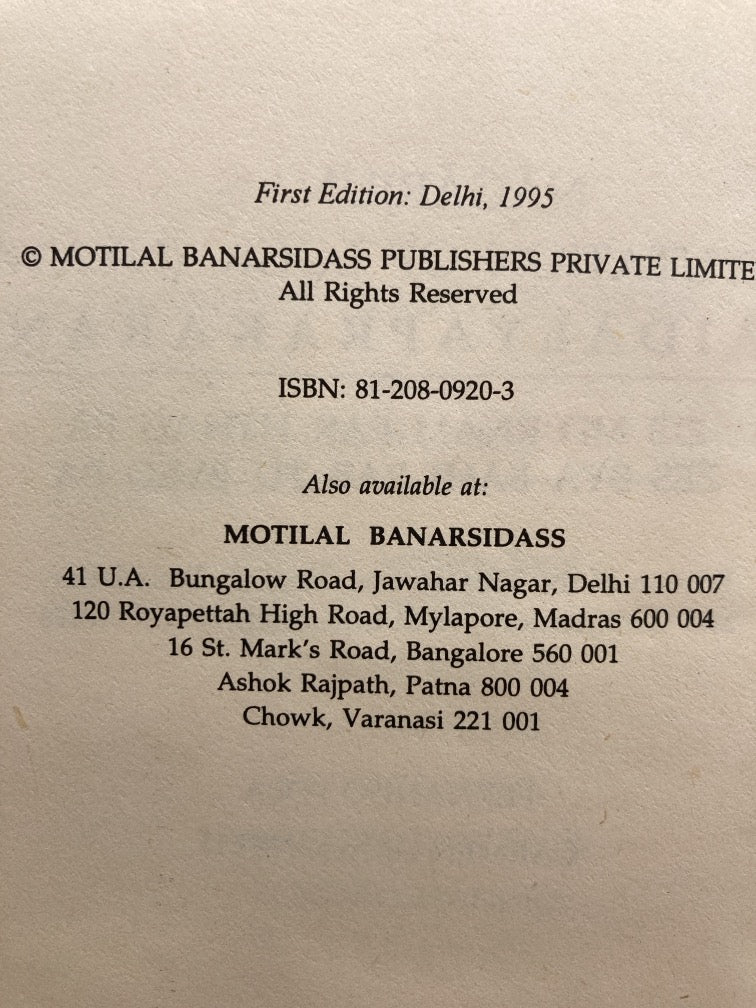 First Edition: Delhi, 1995
© MOTILAL BANARSIDASS PUBLISHERS PRIVATE LIMITE
All Rights Reserved
ISBN: 81-208-0920-3
Also available at:
MOTILAL BANARSIDASS
41 U.A. Bungalow Road, Jawahar Nagar, Delhi 110 007
120 Royapettah High Road, Mylapore, Madras 600 004
16 St. Mark's Road, Bangalore 560 001
Ashok Rajpath, Patna 800 004
Chowk, Varanasi 221 001